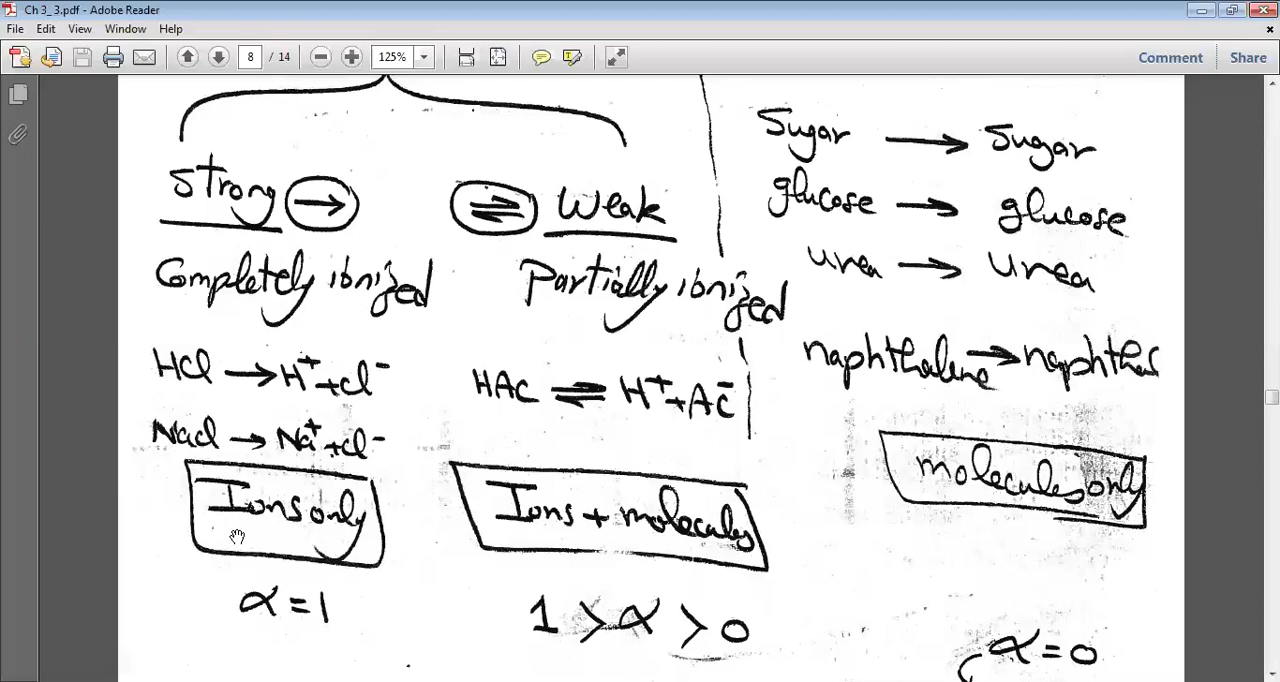 Ch 3_3.pdf - Adobe Reader
File Edit View Window Help
8 / 14 125% Comment Share
Strong → ⇌ Weak
Completely ionized Partially ionized
HCl → H⁺ + Cl⁻ HAc ⇌ H⁺ + Ac⁻
NaCl → Na⁺ + Cl⁻
Ions only Ions + molecules
α = 1 1 > α > 0
Sugar → Sugar
glucose → glucose
urea → urea
naphthalene → naphthal
molecules only
α = 0